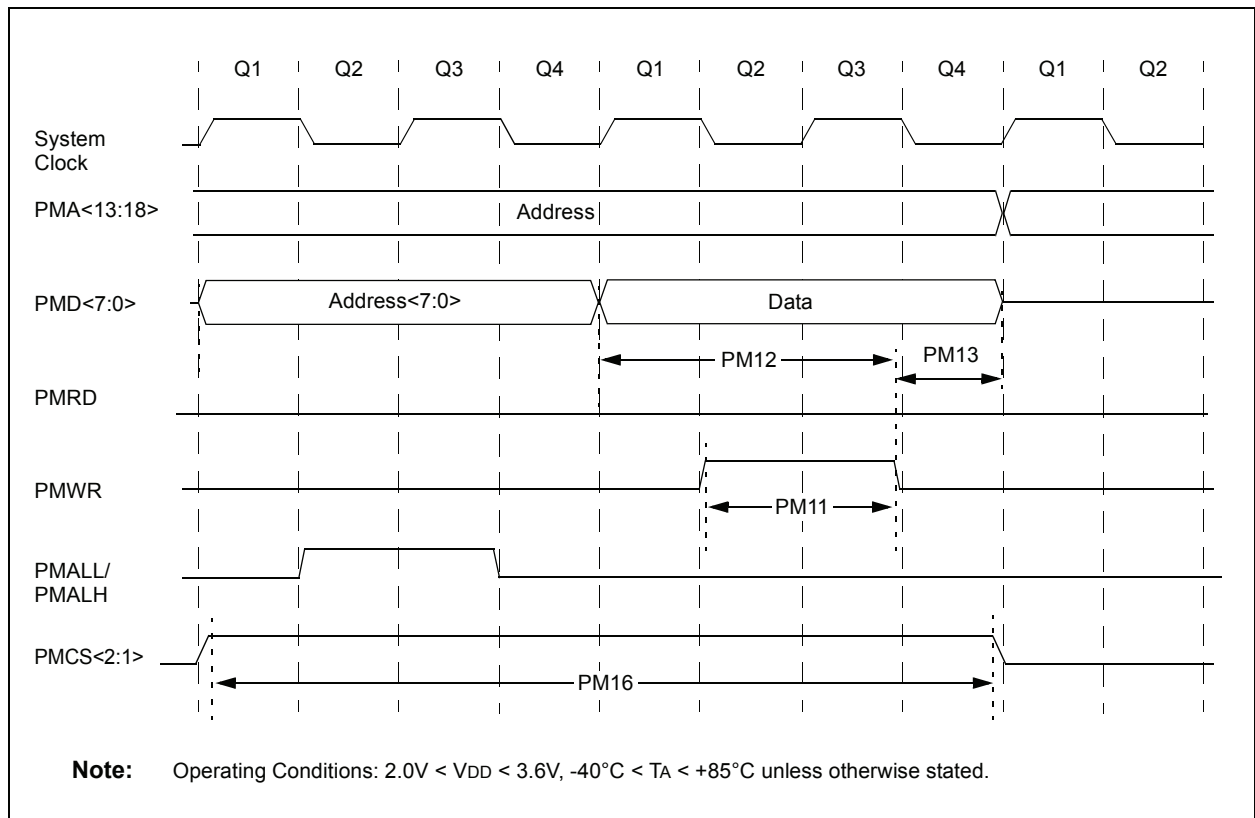 Q1 Q2 Q3 Q4 Q1 Q2 Q3 Q4 Q1 Q2
System
Clock
PMA<13:18>
Address
PMD<7:0>
Address<7:0>
Data
PM12
PM13
PMRD
PMWR
PM11
PMALL/
PMALH
PMCS<2:1>
PM16
Note: Operating Conditions: 2.0V < VDD < 3.6V, -40°C < TA < +85°C unless otherwise stated.